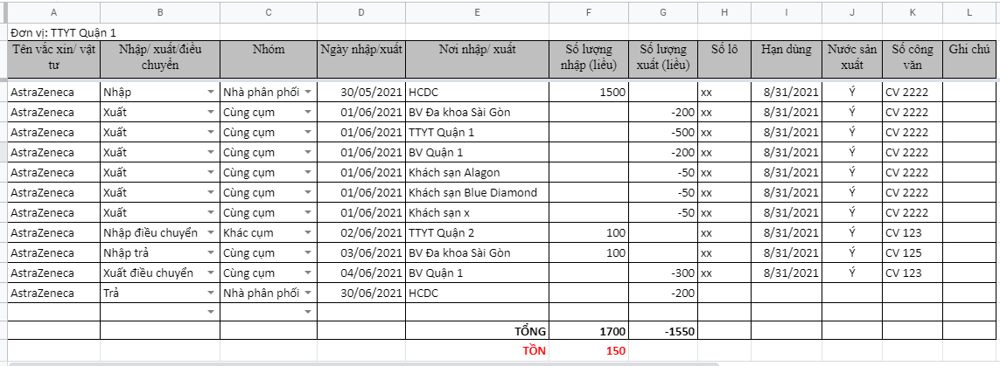 A B C D E F G H I J K L
Đơn vị: TTYT Quận 1
Tên vắc xin/ vật tư Nhập/ xuất/điều chuyển Nhóm Ngày nhập/xuất Nơi nhập/ xuất Số lượng nhập (liều) Số lượng xuất (liều) Số lô Hạn dùng Nước sản xuất Số công văn Ghi chú
AstraZeneca Nhập Nhà phân phối 30/05/2021 HCDC 1500 xx 8/31/2021 Ý CV 2222
AstraZeneca Xuất Cùng cụm 01/06/2021 BV Đa khoa Sài Gòn -200 xx 8/31/2021 Ý CV 2222
AstraZeneca Xuất Cùng cụm 01/06/2021 TTYT Quận 1 -500 xx 8/31/2021 Ý CV 2222
AstraZeneca Xuất Cùng cụm 01/06/2021 BV Quận 1 -200 xx 8/31/2021 Ý CV 2222
AstraZeneca Xuất Cùng cụm 01/06/2021 Khách sạn Alagon -50 xx 8/31/2021 Ý CV 2222
AstraZeneca Xuất Cùng cụm 01/06/2021 Khách sạn Blue Diamond -50 xx 8/31/2021 Ý CV 2222
AstraZeneca Xuất Cùng cụm 01/06/2021 Khách sạn x -50 xx 8/31/2021 Ý CV 2222
AstraZeneca Nhập điều chuyển Khác cụm 02/06/2021 TTYT Quận 2 100 xx 8/31/2021 Ý CV 123
AstraZeneca Nhập trả Cùng cụm 03/06/2021 BV Đa khoa Sài Gòn 100 xx 8/31/2021 Ý CV 125
AstraZeneca Xuất điều chuyển Cùng cụm 04/06/2021 BV Quận 1 -300 xx 8/31/2021 Ý CV 123
AstraZeneca Trả Nhà phân phối 30/06/2021 HCDC -200
TỔNG 1700 -1550
TỒN 150